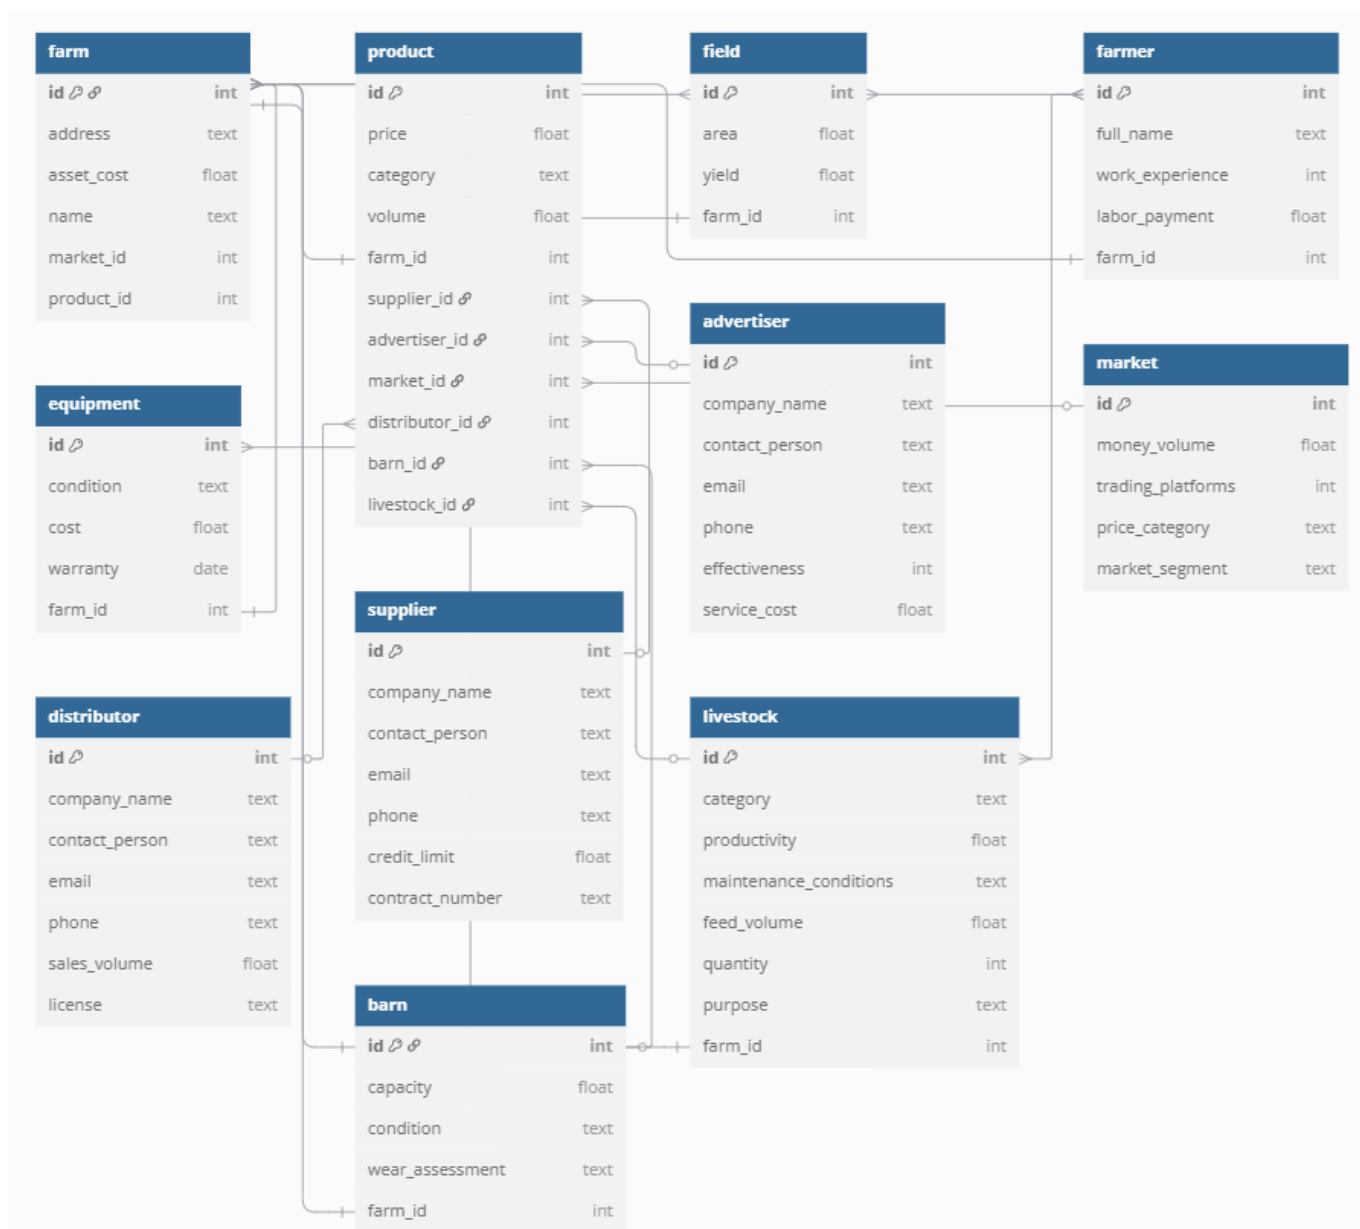 farm
id int
address text
asset_cost float
name text
market_id int
product_id int
product
id int
price float
category text
volume float
farm_id int
supplier_id int
advertiser_id int
market_id int
distributor_id int
barn_id int
livestock_id int
field
id int
area float
yield float
farm_id int
farmer
id int
full_name text
work_experience int
labor_payment float
farm_id int
advertiser
id int
company_name text
contact_person text
email text
phone text
effectiveness int
service_cost float
market
id int
money_volume float
trading_platforms int
price_category text
market_segment text
equipment
id int
condition text
cost float
warranty date
farm_id int
supplier
id int
company_name text
contact_person text
email text
phone text
credit_limit float
contract_number text
distributor
id int
company_name text
contact_person text
email text
phone text
sales_volume float
license text
livestock
id int
category text
productivity float
maintenance_conditions text
feed_volume float
quantity int
purpose text
farm_id int
barn
id int
capacity float
condition text
wear_assessment text
farm_id int